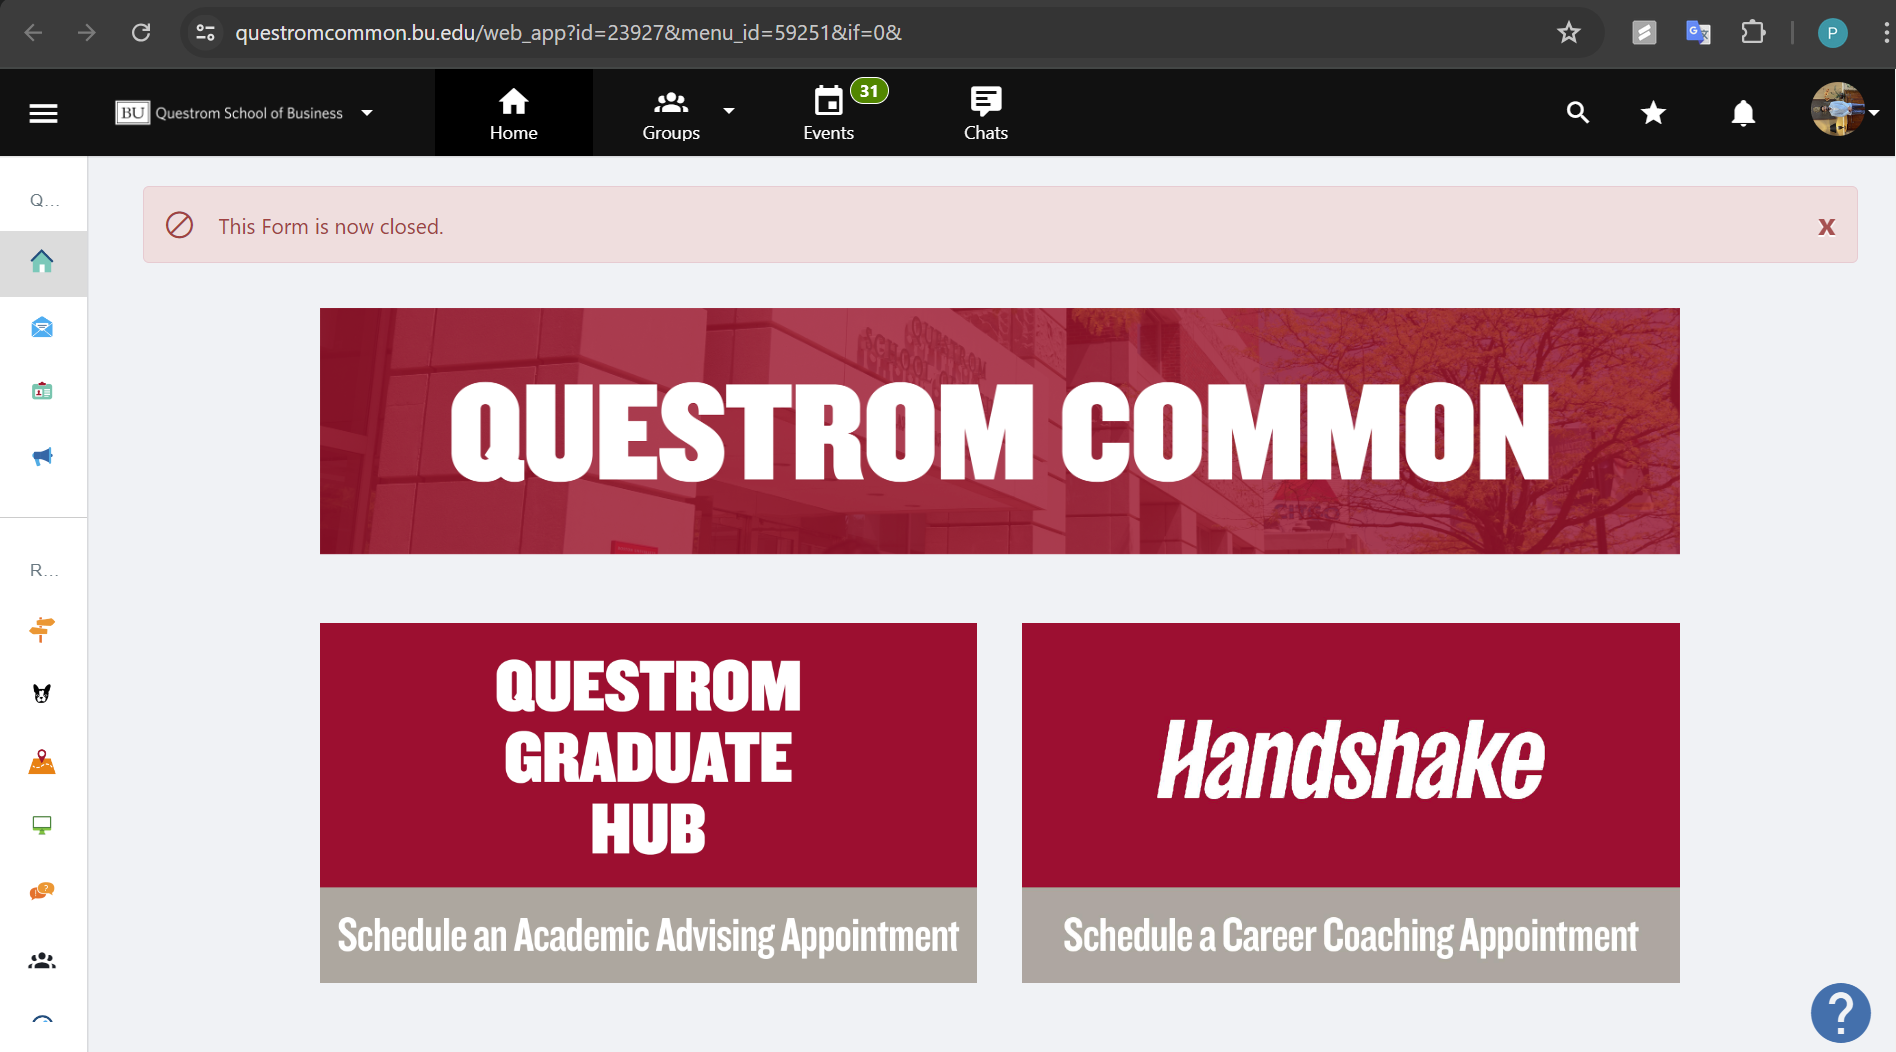 questromcommon.bu.edu/web_app?id=23927&menu_id=59251&if=0&
P
BU Questrom School of Business
Home
Groups
Events
31
Chats
Q...
This Form is now closed.
X
QUESTROM COMMON
R...
QUESTROM
GRADUATE
HUB
Schedule an Academic Advising Appointment
Handshake
Schedule a Career Coaching Appointment
?